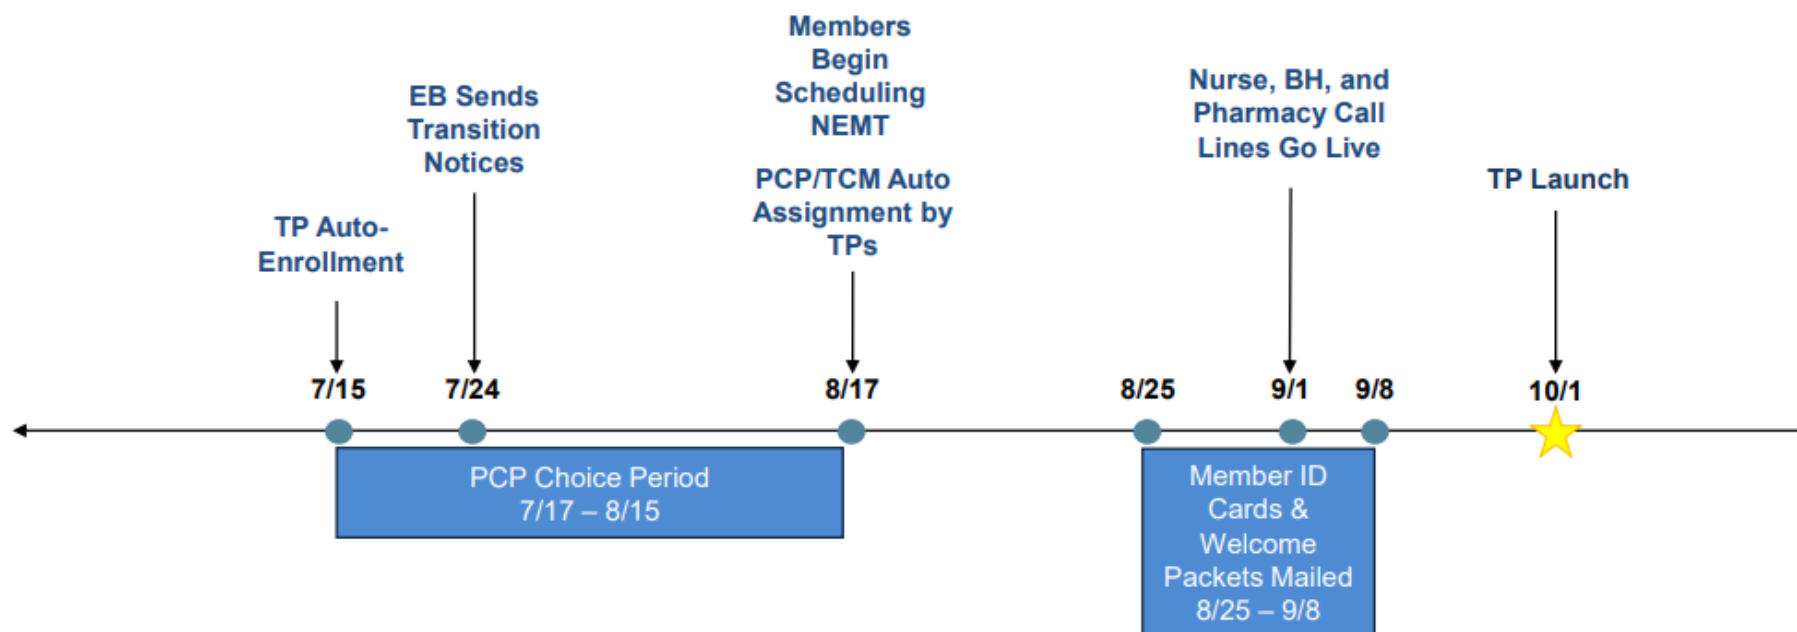 Members
Begin
Scheduling
NEMT
EB Sends
Transition
Notices
Nurse, BH, and
Pharmacy Call
Lines Go Live
PCP/TCM Auto
Assignment by
TPs
TP Launch
TP Auto-
Enrollment
7/15
7/24
8/17
8/25
9/1
9/8
10/1
PCP Choice Period
7/17 – 8/15
Member ID
Cards &
Welcome
Packets Mailed
8/25 – 9/8